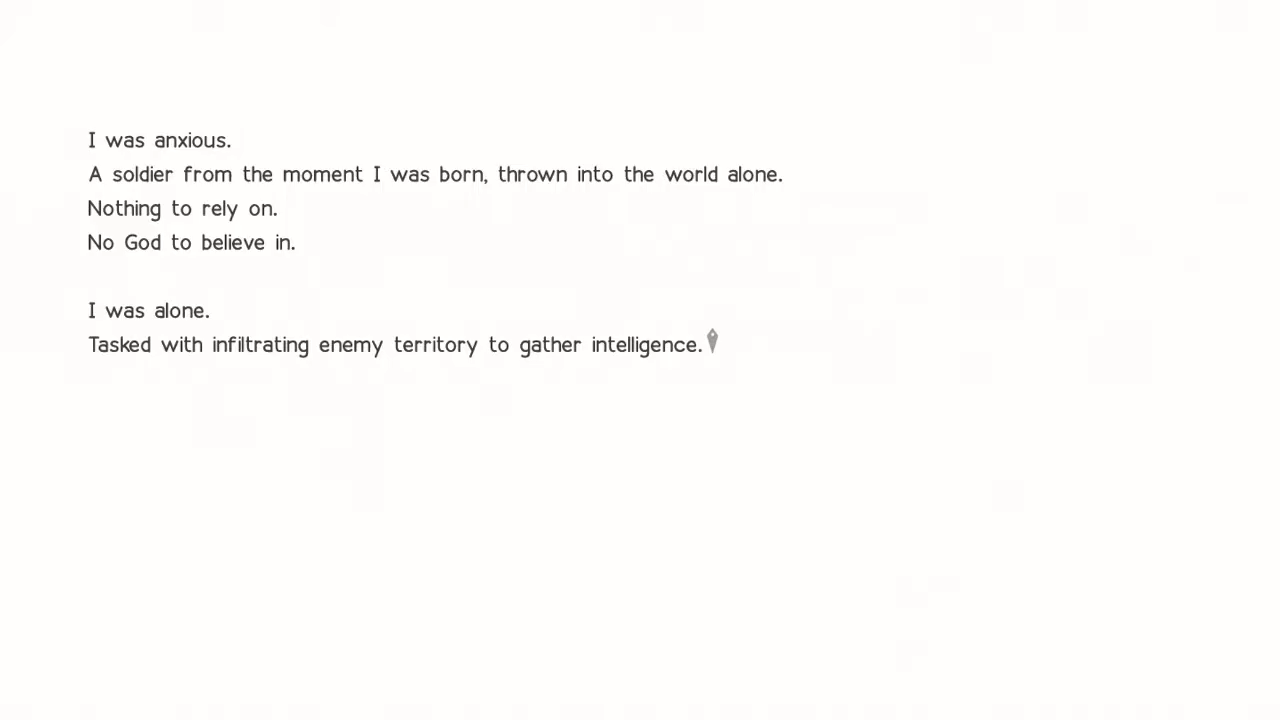 I was anxious.
A soldier from the moment I was born, thrown into the world alone.
Nothing to rely on.
No God to believe in.
I was alone.
Tasked with infiltrating enemy territory to gather intelligence.